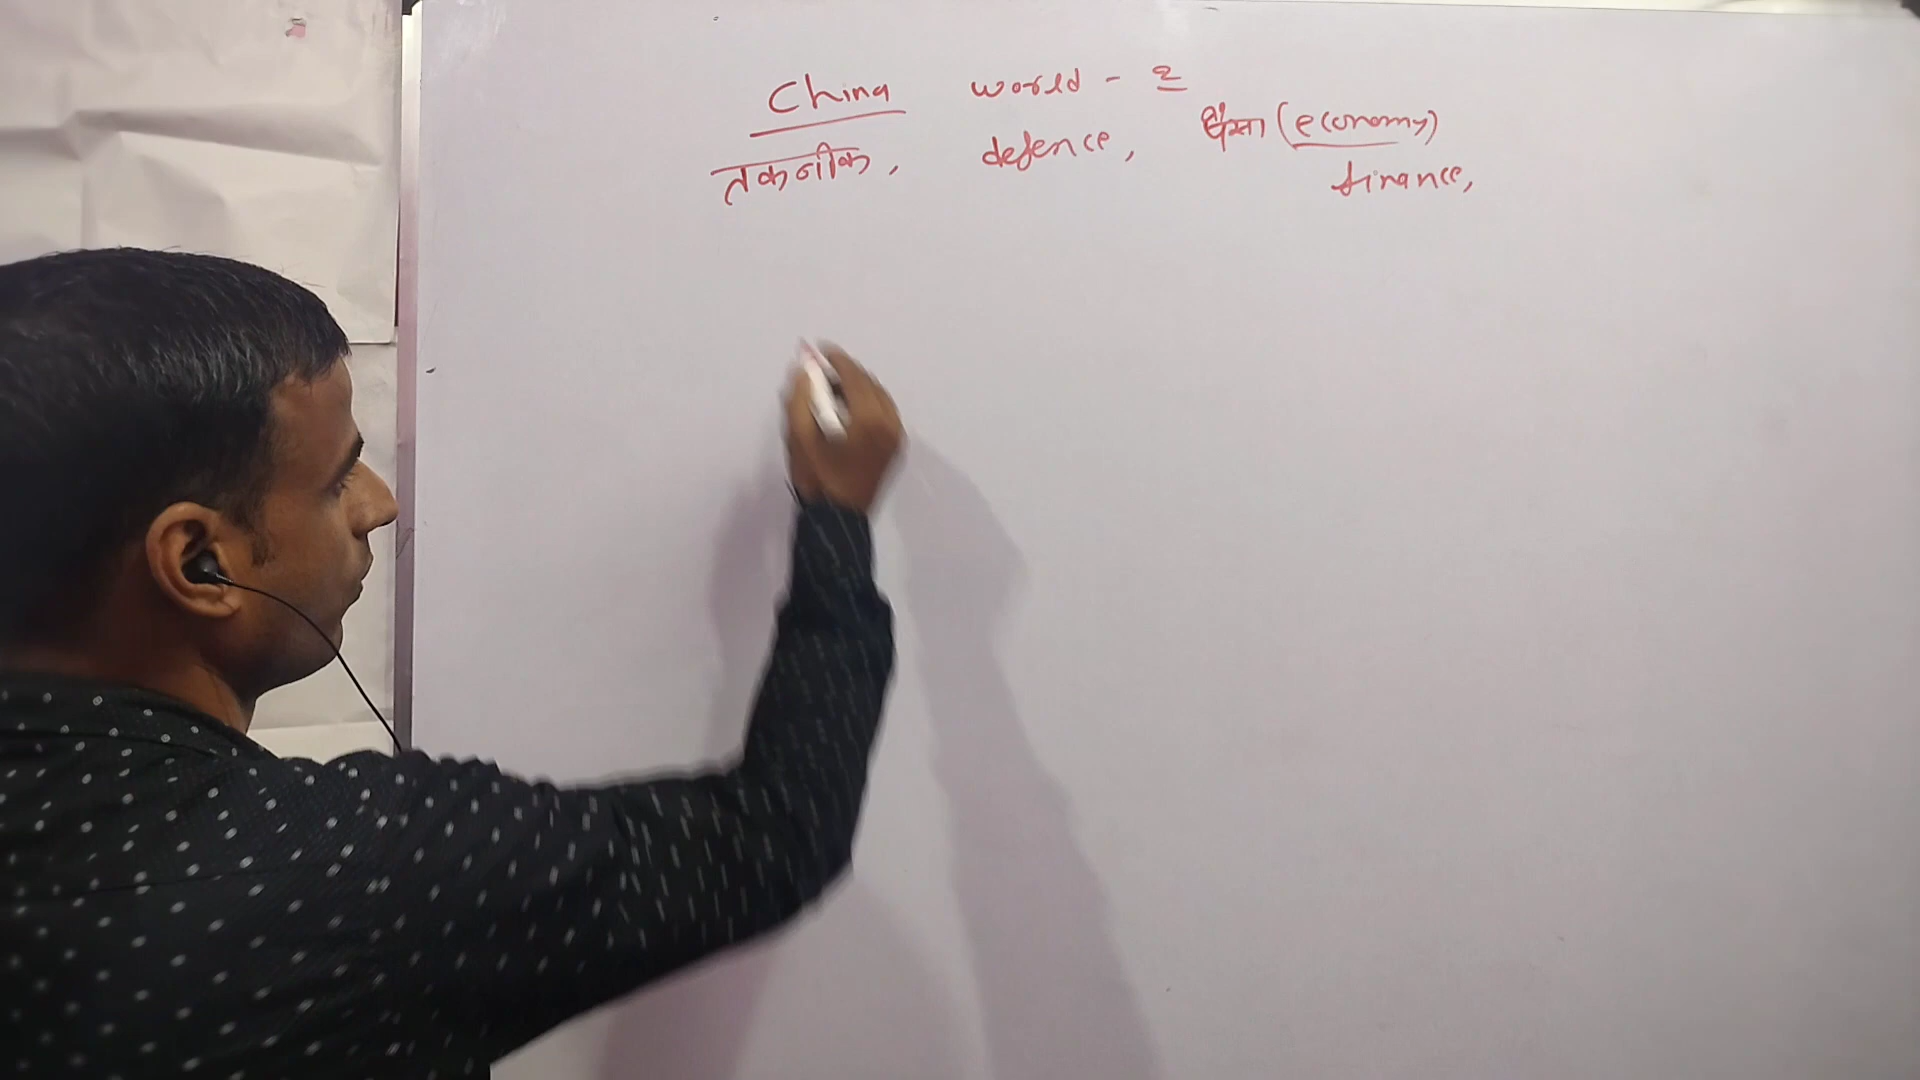 China world - 2
तकनीक, defence, पैसा (economy)
finance,